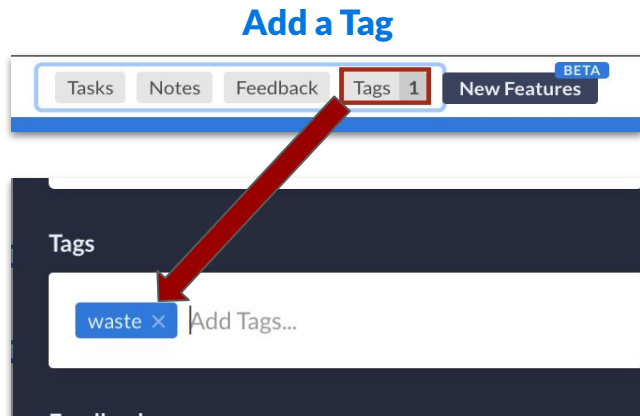 Add a Tag
BETA
Tasks Notes Feedback Tags 1 New Features
Tags
waste × Add Tags...